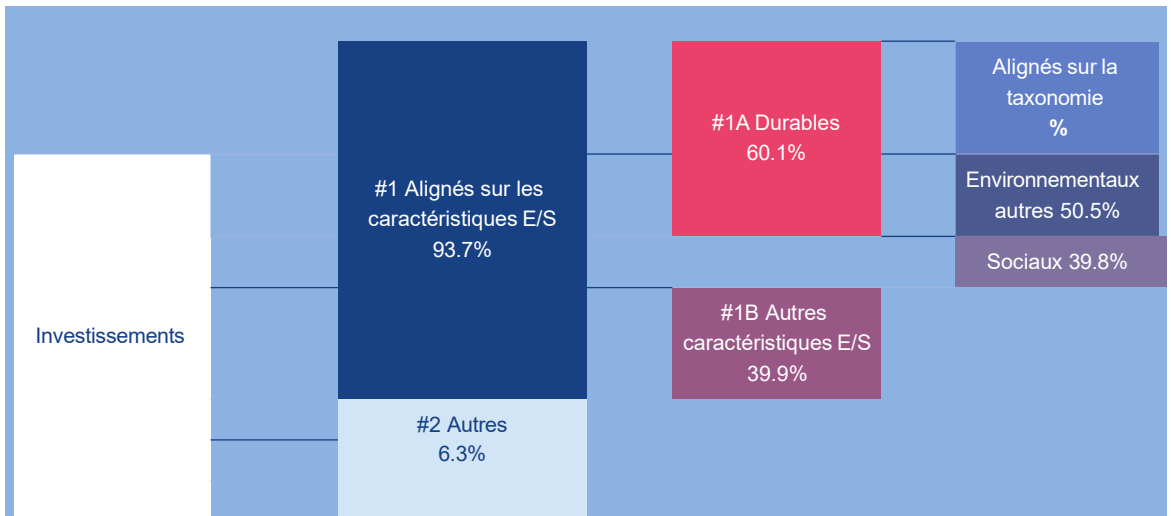 Investissements
#1 Alignés sur les
caractéristiques E/S
93.7%
#2 Autres
6.3%
#1A Durables
60.1%
#1B Autres
caractéristiques E/S
39.9%
Alignés sur la
taxonomie
%
Environnementaux
autres 50.5%
Sociaux 39.8%